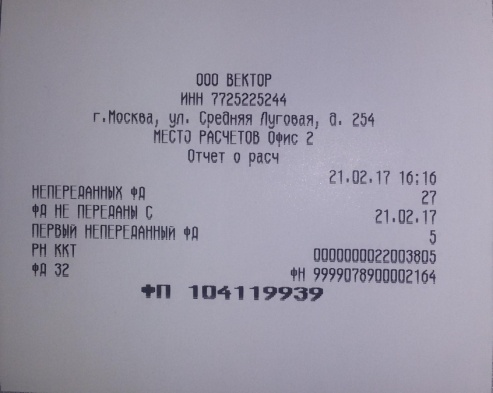 ООО ВЕКТОР
ИНН 7725225244
г.Москва, ул. Средняя Луговая, д. 254
МЕСТО РАСЧЕТОВ Офис 2
Отчет о расч
21.02.17 16:16
НЕПЕРЕДАННЫХ ФД 27
ФД НЕ ПЕРЕДАНЫ С 21.02.17
ПЕРВЫЙ НЕПЕРЕДАННЫЙ ФД 5
РН ККТ 0000000022003805
ФД 32 ФН 9999078900002164
ФП 104119939